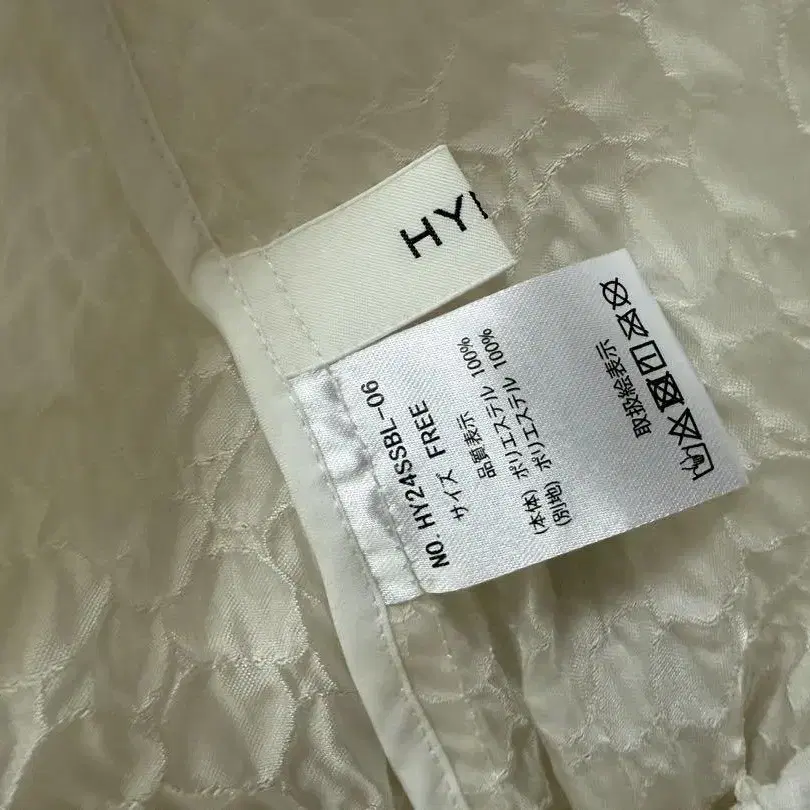 HY
NO. HY24SSBL-06
サイズ FREE
品質表示
(本体) ポリエステル 100%
(別地) ポリエステル 100%
取扱絵表示